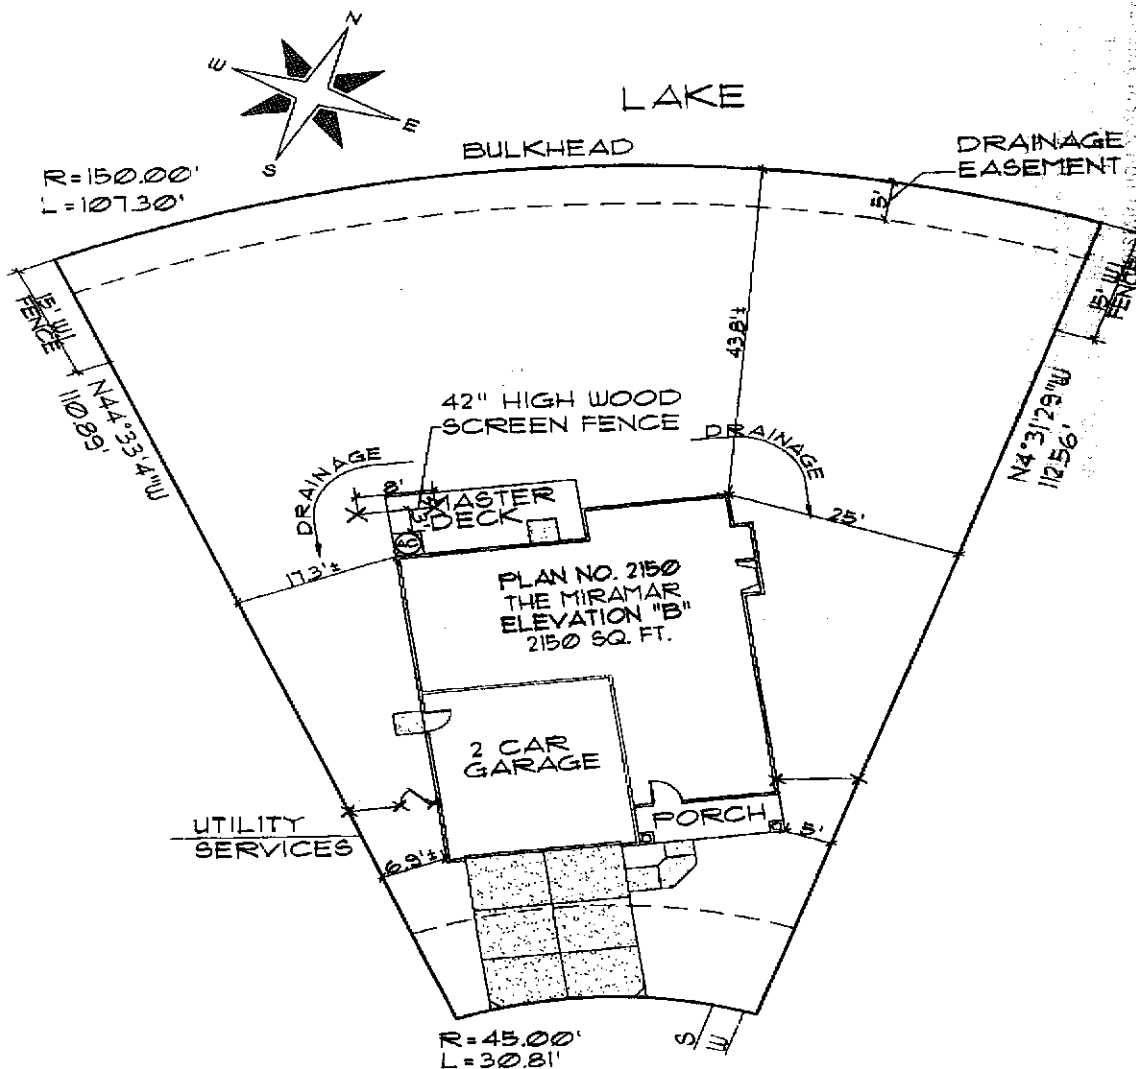 N
W
E
S
LAKE
BULKHEAD
DRAINAGE
EASEMENT
R=150.00'
L=107.30'
5'
15' WI
FENCE
15' WI
FENCE
N44°33'4"W
110.89'
43.8'±
N4°31'29"W
112.56'
42" HIGH WOOD
SCREEN FENCE
DRAINAGE
DRAINAGE
8'
MASTER
DECK
3'
25'
17.3'±
PLAN NO. 2150
THE MIRAMAR
ELEVATION "B"
2150 SQ. FT.
2 CAR
GARAGE
PORCH
UTILITY
SERVICES
5'
6.9'±
R=45.00'
L=30.81'
S
W